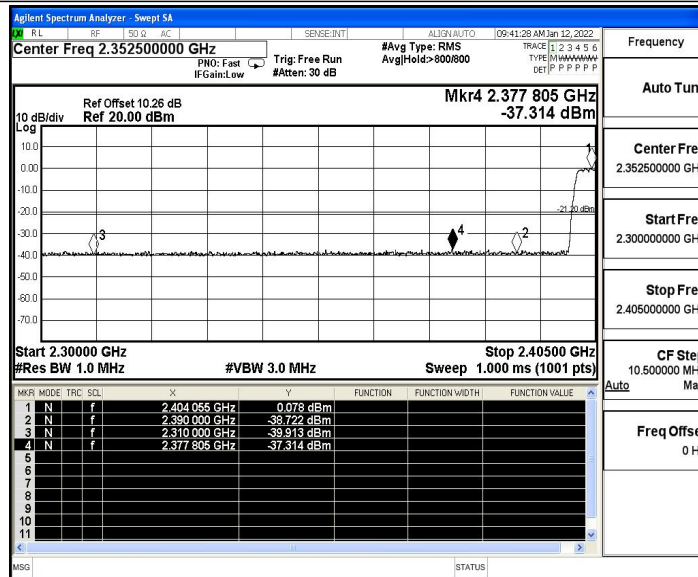 Agilent Spectrum Analyzer - Swept SA
RL RF 50 Ω AC SENSE:INT ALIGN AUTO 09:41:28 AM Jan 12, 2022
Center Freq 2.352500000 GHz
PNO: Fast
IFGain:Low
Trig: Free Run
#Atten: 30 dB
#Avg Type: RMS
Avg|Hold:>800/800
TRACE 1 2 3 4 5 6
TYPE MWWWWW
DET P P P P P P
Frequency
Auto Tun
Center Fre
2.352500000 GH
Start Fre
2.300000000 GH
Stop Fre
2.405000000 GH
CF Ste
10.500000 MH
Auto Ma
Freq Offse
0 H
Ref Offset 10.26 dB
10 dB/div Ref 20.00 dBm
Mkr4 2.377 805 GHz
-37.314 dBm
Log
10.0
0.00
-10.0
-20.0
-30.0
-40.0
-50.0
-60.0
-70.0
1
-21.20 dBm
3
4
2
Start 2.30000 GHz Stop 2.40500 GHz
#Res BW 1.0 MHz #VBW 3.0 MHz Sweep 1.000 ms (1001 pts)
MKR MODE TRC SCL X Y FUNCTION FUNCTION WIDTH FUNCTION VALUE
1 N f 2.404 055 GHz 0.078 dBm
2 N f 2.390 000 GHz -38.722 dBm
3 N f 2.310 000 GHz -39.913 dBm
4 N f 2.377 805 GHz -37.314 dBm
5
6
7
8
9
10
11
MSG STATUS